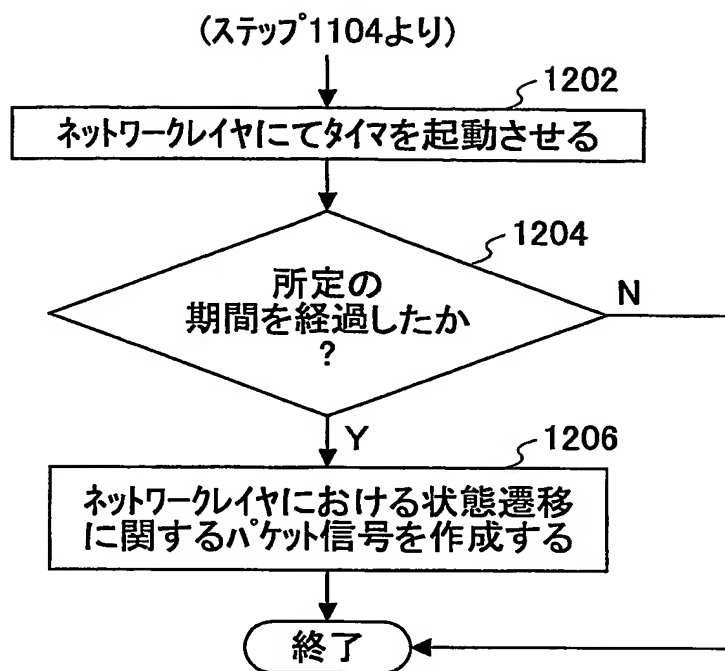 (ステップ1104より)
1202
ネットワークレイヤにてタイマを起動させる
1204
所定の
期間を経過したか
?
N
Y
1206
ネットワークレイヤにおける状態遷移
に関するパケット信号を作成する
終了